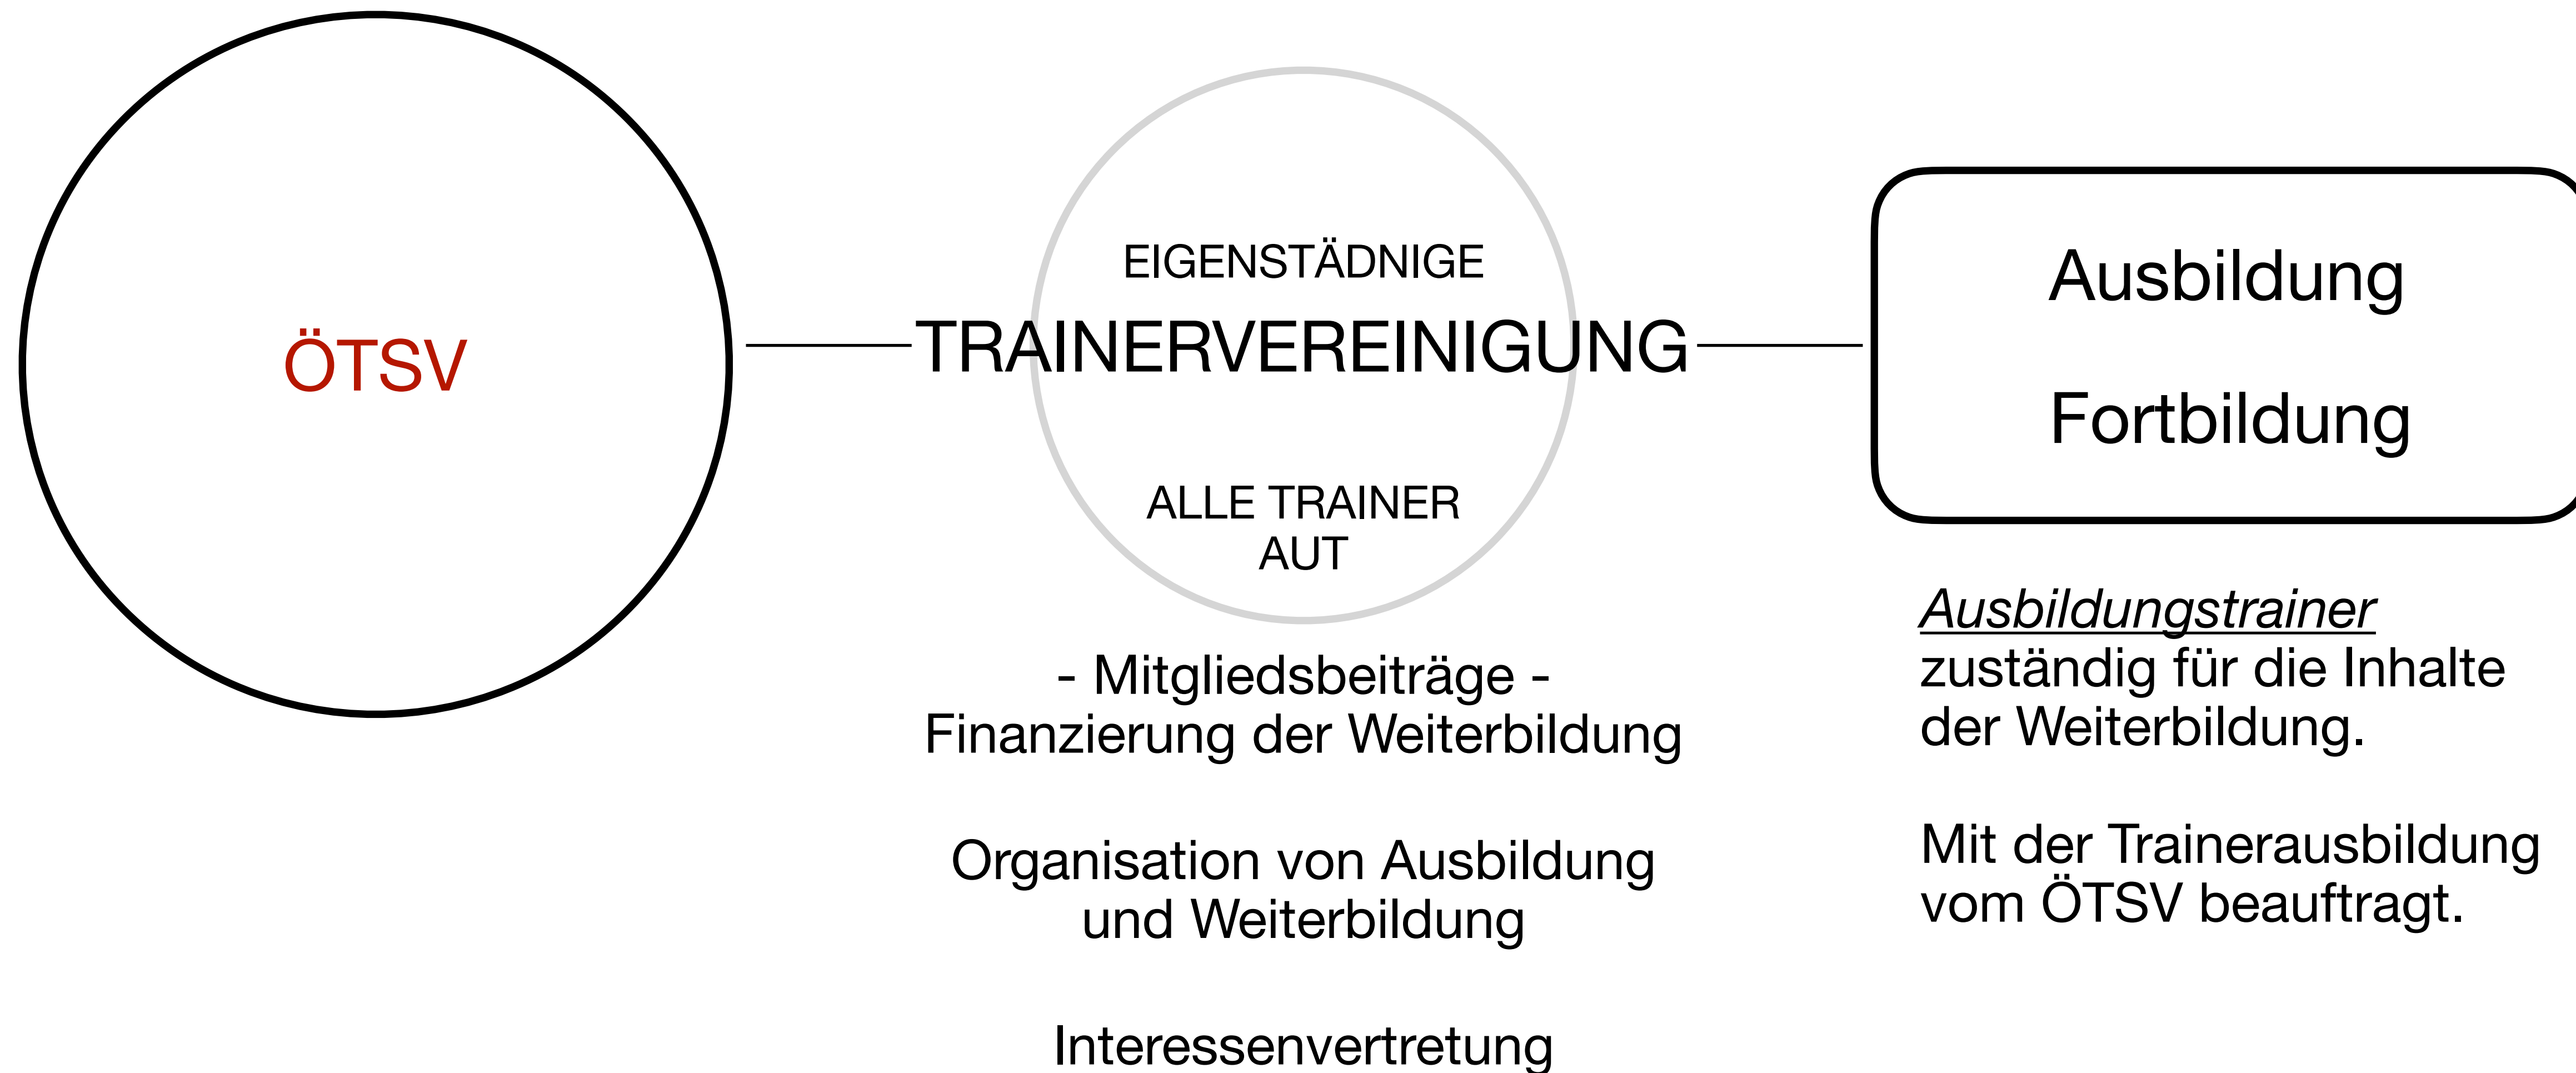 ÖTSV
EIGENSTÄDNIGE
TRAINERVEREINIGUNG
ALLE TRAINER
AUT
- Mitgliedsbeiträge -
Finanzierung der Weiterbildung
Organisation von Ausbildung
und Weiterbildung
Interessenvertretung
Ausbildung
Fortbildung
Ausbildungstrainer
zuständig für die Inhalte
der Weiterbildung.
Mit der Trainerausbildung
vom ÖTSV beauftragt.